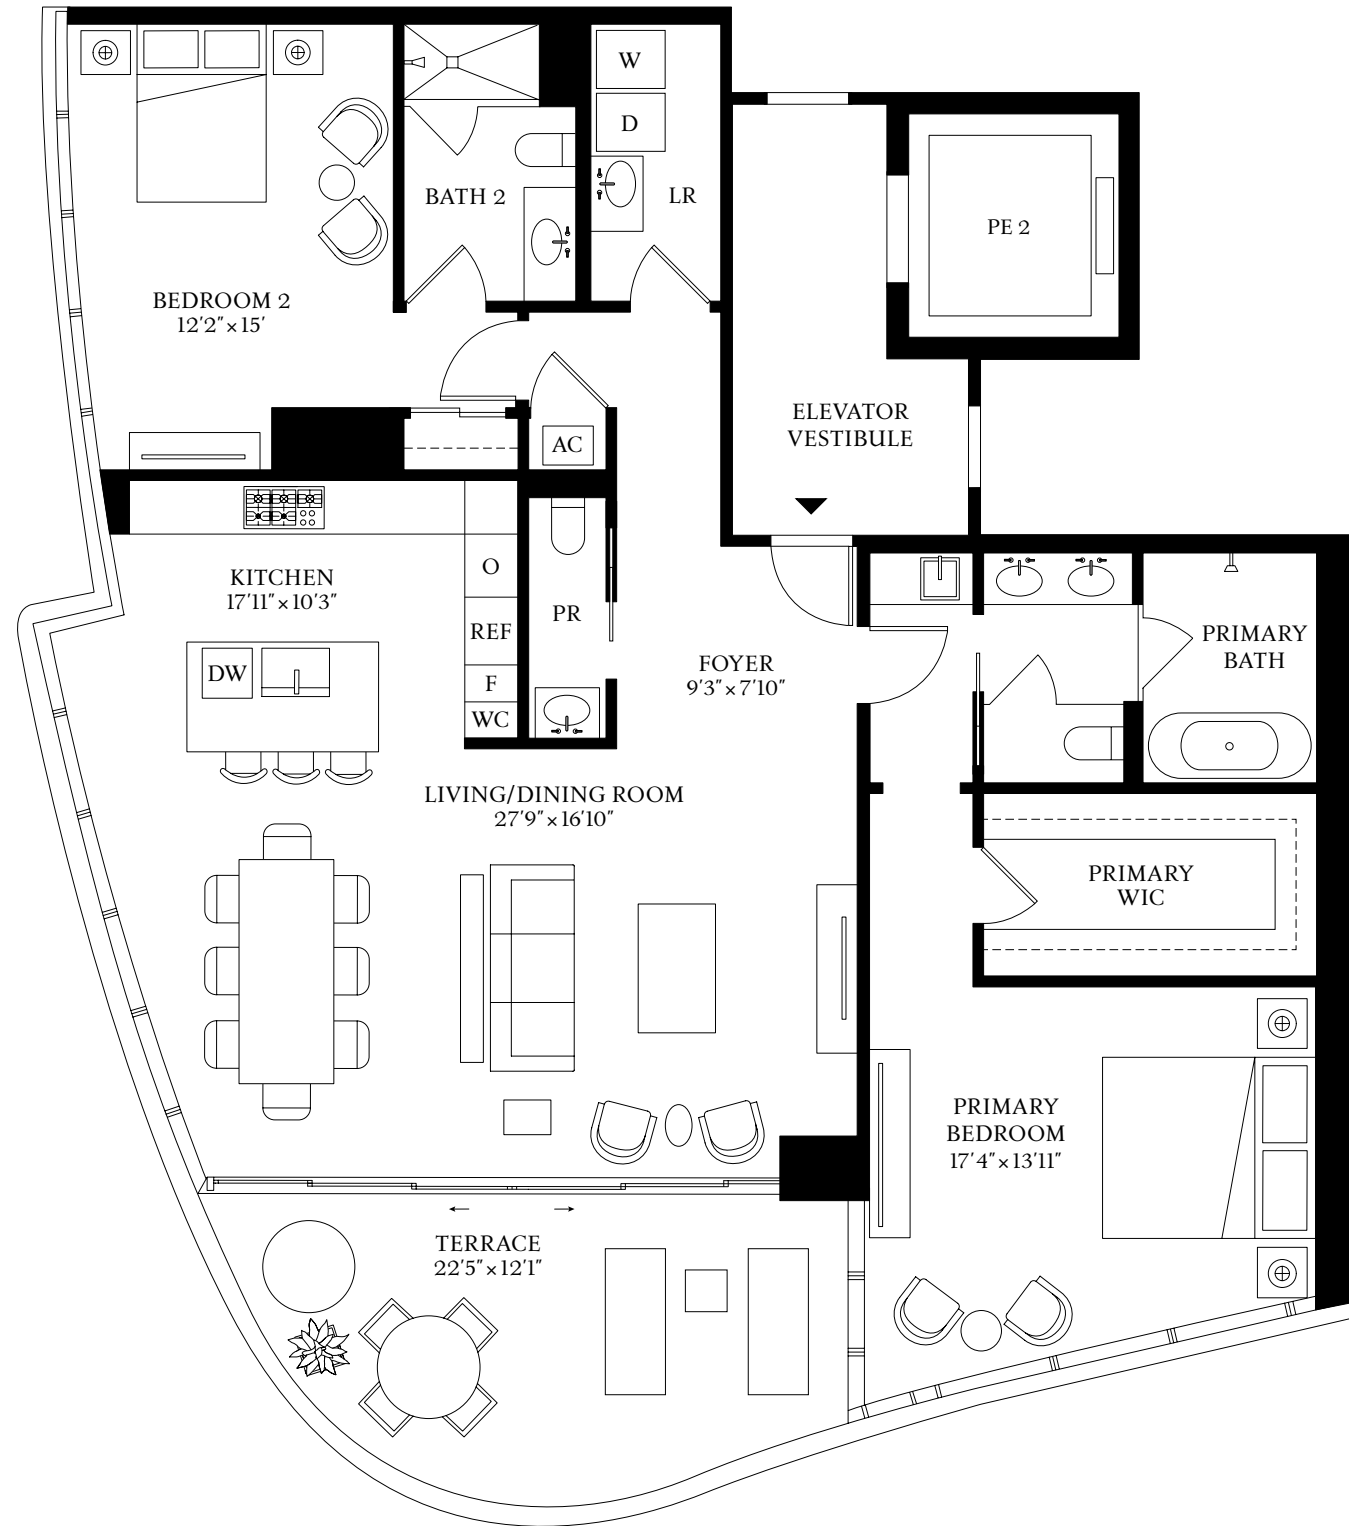 W
D
BATH 2
LR
PE 2
BEDROOM 2
12'2"×15'
ELEVATOR
VESTIBULE
AC
KITCHEN
17'11"×10'3"
O
REF
F
WC
PR
DW
FOYER
9'3"×7'10"
PRIMARY
BATH
LIVING/DINING ROOM
27'9"×16'10"
PRIMARY
WIC
PRIMARY
BEDROOM
17'4"×13'11"
TERRACE
22'5"×12'1"